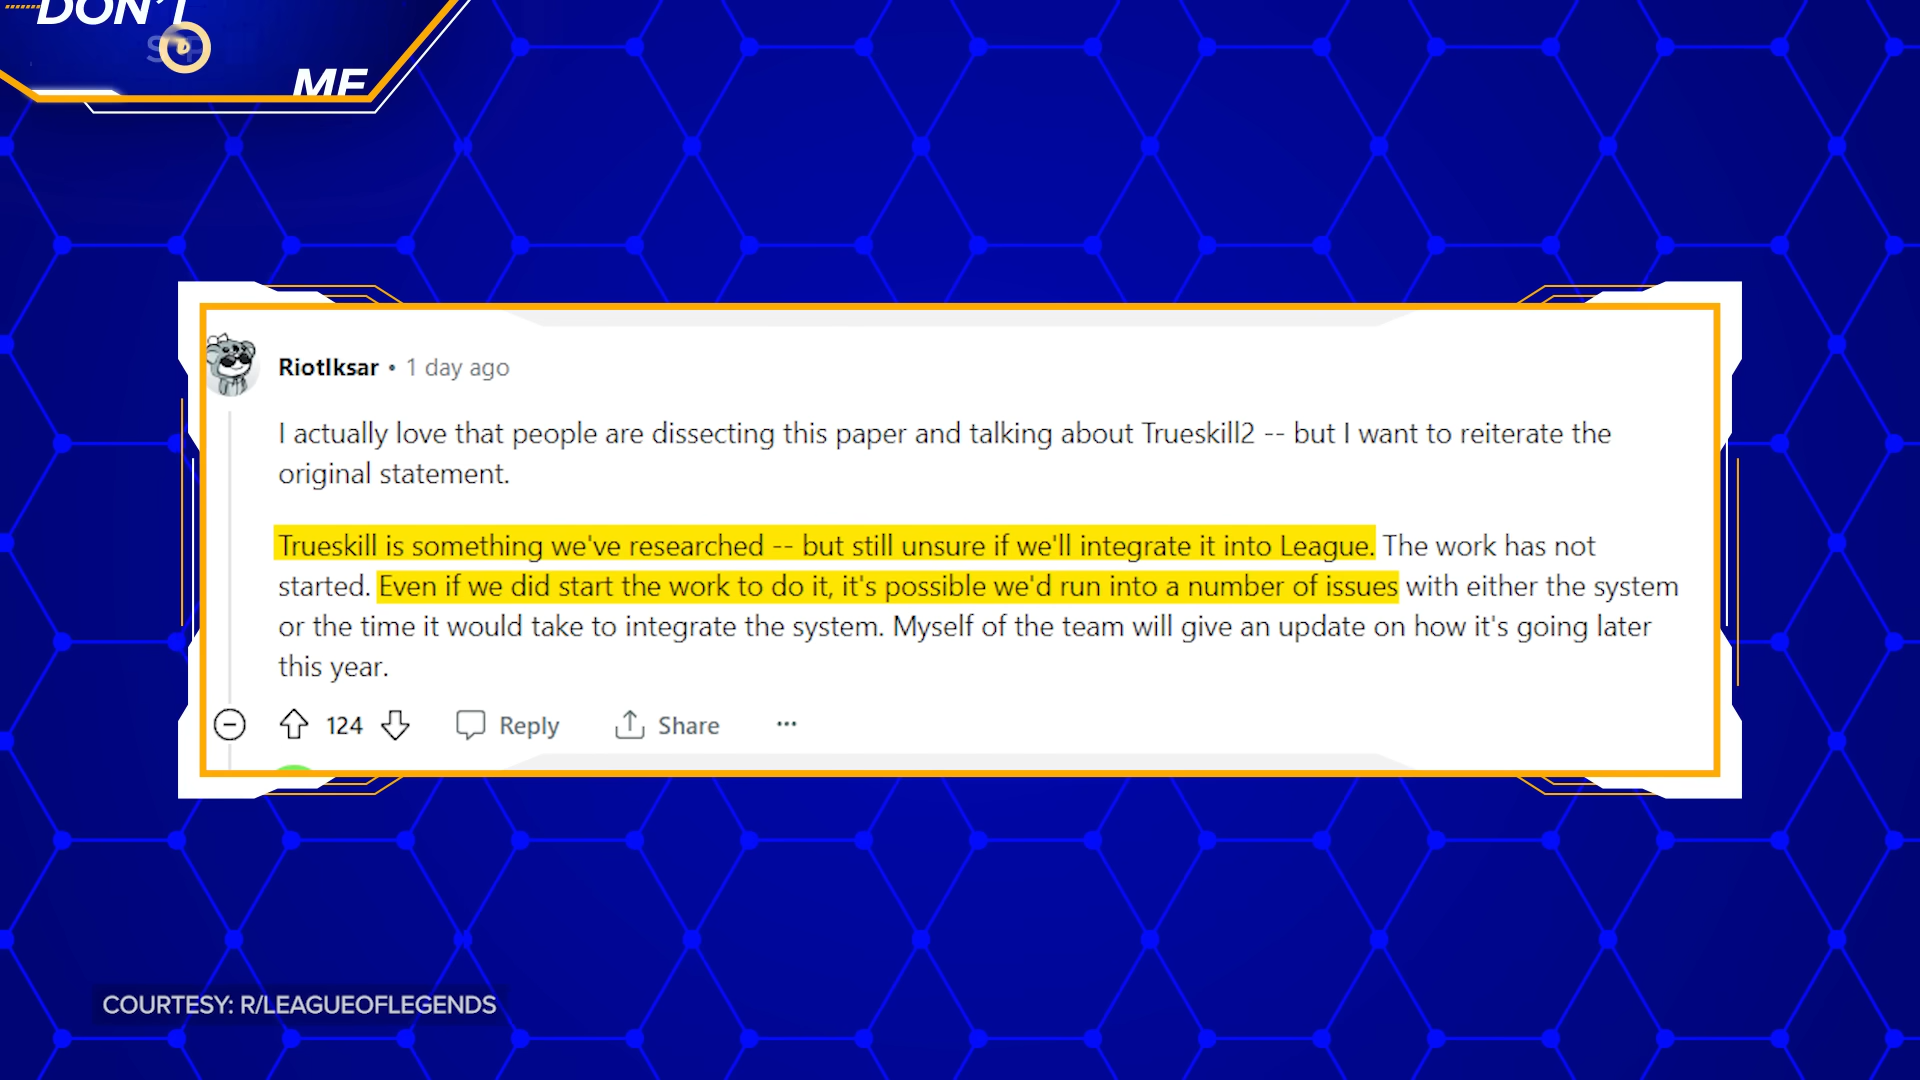 DON'T
ME
RiotIksar • 1 day ago
I actually love that people are dissecting this paper and talking about Trueskill2 -- but I want to reiterate the
original statement.
Trueskill is something we've researched -- but still unsure if we'll integrate it into League. The work has not
started. Even if we did start the work to do it, it's possible we'd run into a number of issues with either the system
or the time it would take to integrate the system. Myself of the team will give an update on how it's going later
this year.
124 Reply Share ···
COURTESY: R/LEAGUEOFLEGENDS